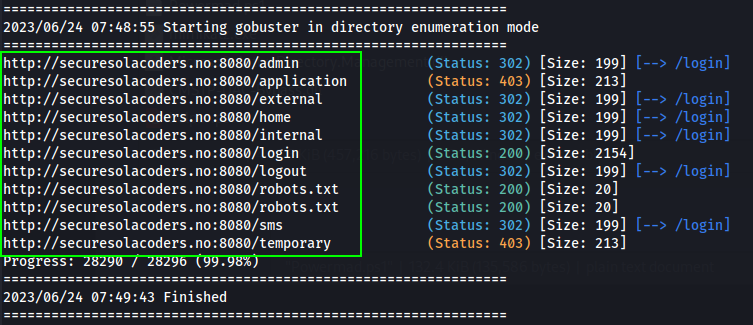 ===============================================================
2023/06/24 07:48:55 Starting gobuster in directory enumeration mode
===============================================================
http://securesolacoders.no:8080/admin (Status: 302) [Size: 199] [--> /login]
http://securesolacoders.no:8080/application (Status: 403) [Size: 213]
http://securesolacoders.no:8080/external (Status: 302) [Size: 199] [--> /login]
http://securesolacoders.no:8080/home (Status: 302) [Size: 199] [--> /login]
http://securesolacoders.no:8080/internal (Status: 302) [Size: 199] [--> /login]
http://securesolacoders.no:8080/login (Status: 200) [Size: 2154]
http://securesolacoders.no:8080/logout (Status: 302) [Size: 199] [--> /login]
http://securesolacoders.no:8080/robots.txt (Status: 200) [Size: 20]
http://securesolacoders.no:8080/robots.txt (Status: 200) [Size: 20]
http://securesolacoders.no:8080/sms (Status: 302) [Size: 199] [--> /login]
http://securesolacoders.no:8080/temporary (Status: 403) [Size: 213]
Progress: 28290 / 28296 (99.98%)
===============================================================
2023/06/24 07:49:43 Finished
===============================================================